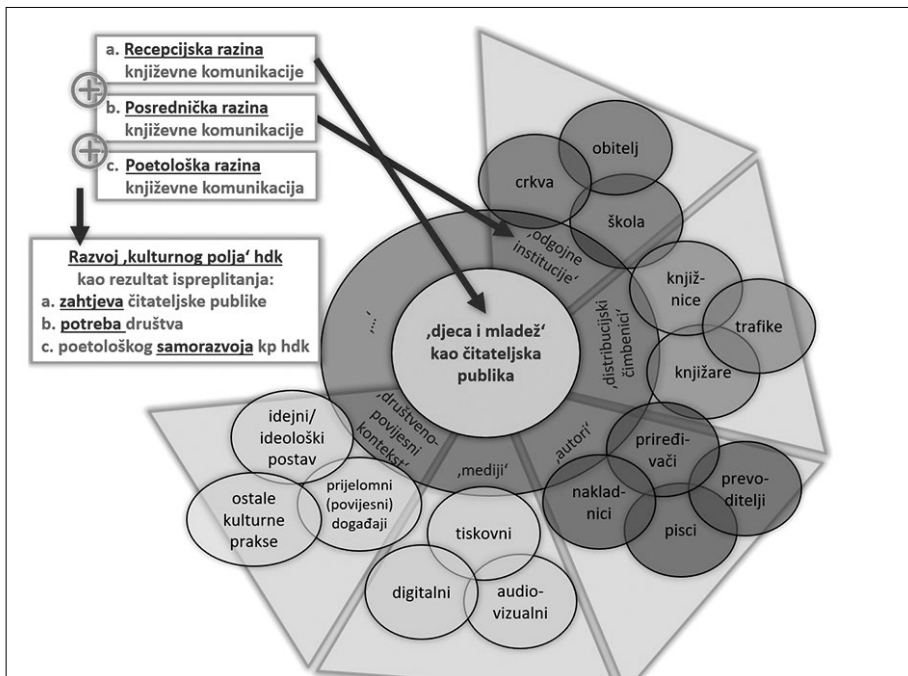 a. Recepcijska razina
književne komunikacije
b. Posrednička razina
književne komunikacije
c. Poetološka razina
književne komunikacija
Razvoj ‚kulturnog polja‘ hdk
kao rezultat ispreplitanja:
a. zahtjeva čitateljske publike
b. potreba društva
c. poetološkog samorazvoja kp hdk
‚djeca i mladež‘
kao čitateljska
publika
‚...‘
‚odgojne
institucije‘
crkva
obitelj
škola
‚distribucijski
čimbenici‘
knjiž-
nice
trafike
knjižare
‚autori‘
priređi-
vači
prevo-
ditelji
naklad-
nici
pisci
‚mediji‘
tiskovni
digitalni
audio-
vizualni
‚društveno-
povijesni
kontekst‘
idejni/
ideološki
postav
prijelomni
(povijesni)
događaji
ostale
kulturne
prakse